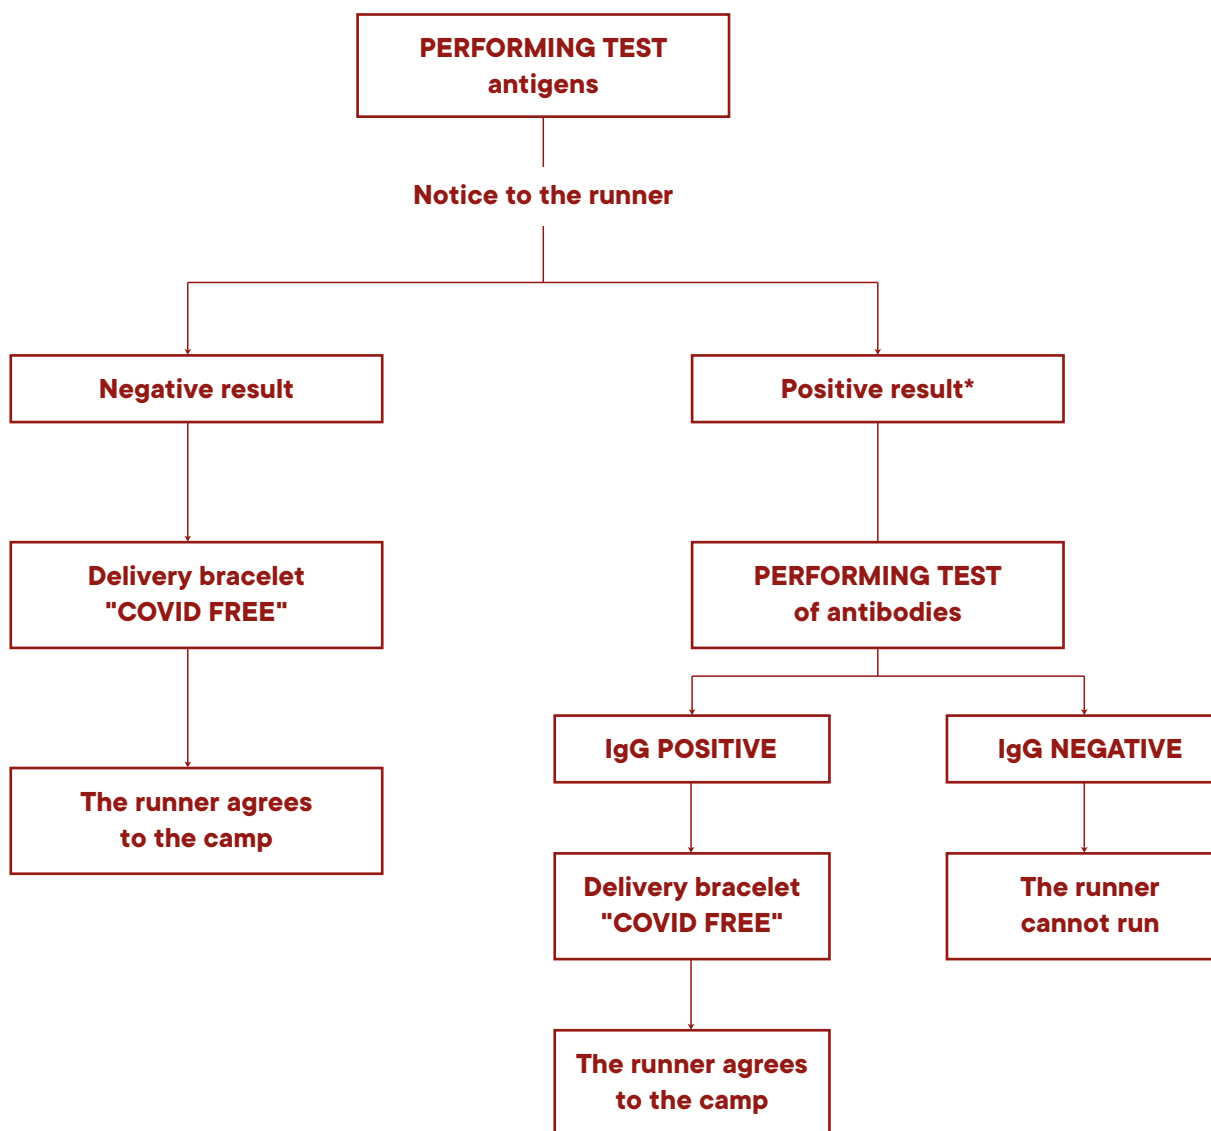 PERFORMING TEST
antigens
Notice to the runner
Negative result
Positive result*
Delivery bracelet
"COVID FREE"
PERFORMING TEST
of antibodies
The runner agrees
to the camp
IgG POSITIVE
IgG NEGATIVE
Delivery bracelet
"COVID FREE"
The runner
cannot run
The runner agrees
to the camp